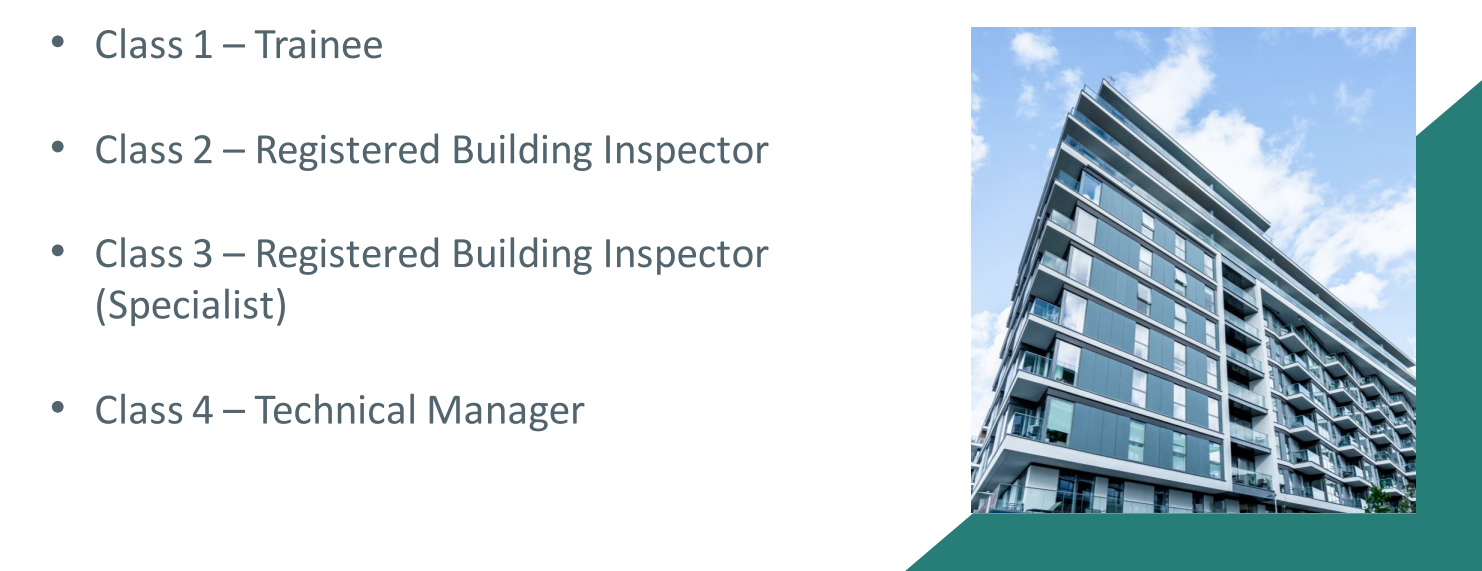 • Class 1 – Trainee
• Class 2 – Registered Building Inspector
• Class 3 – Registered Building Inspector
(Specialist)
• Class 4 – Technical Manager